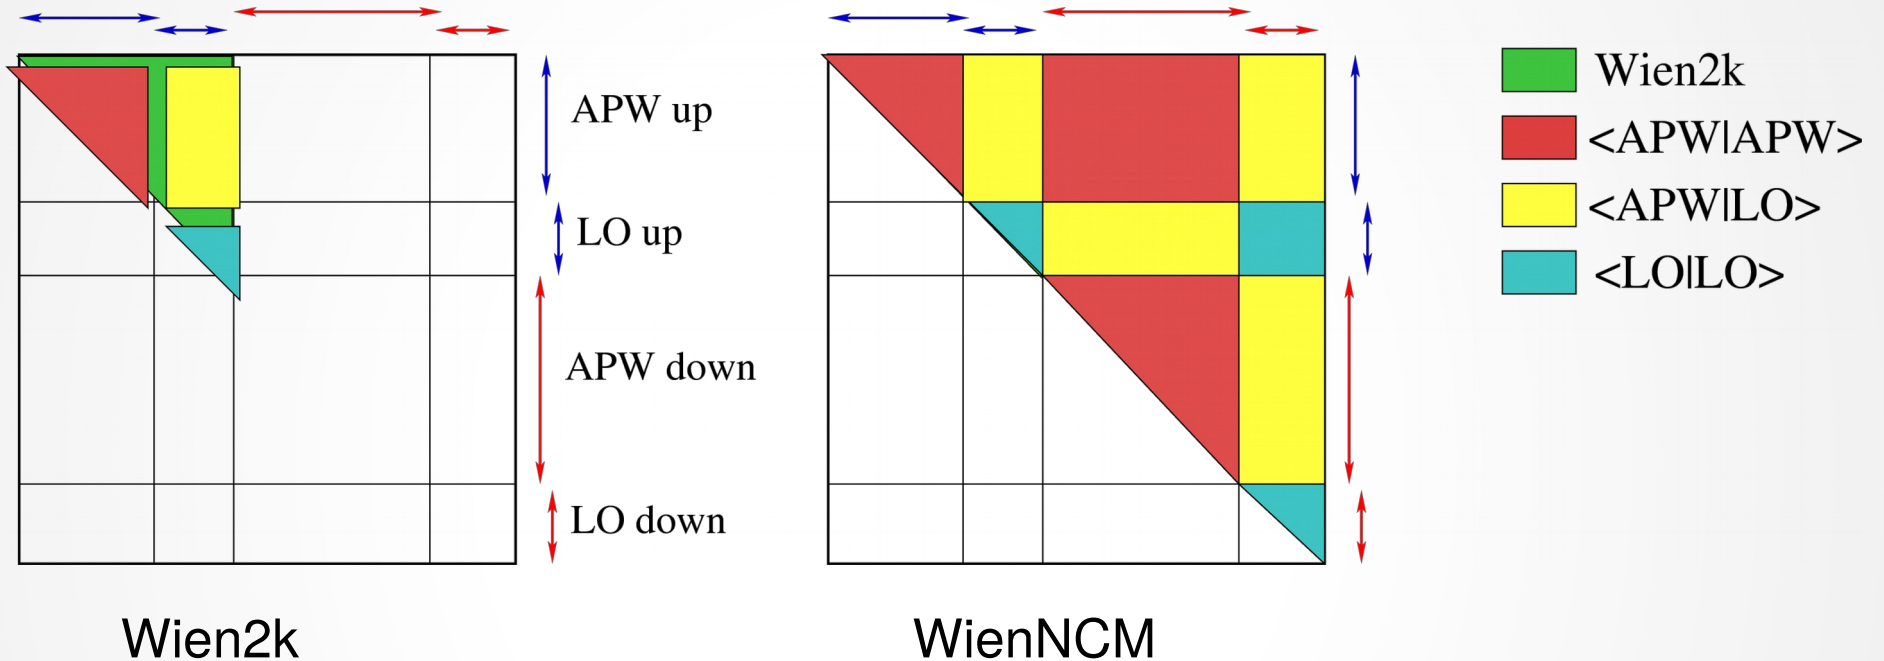 APW up
LO up
APW down
LO down
Wien2k
<APW|APW>
<APW|LO>
<LO|LO>
Wien2k
WienNCM